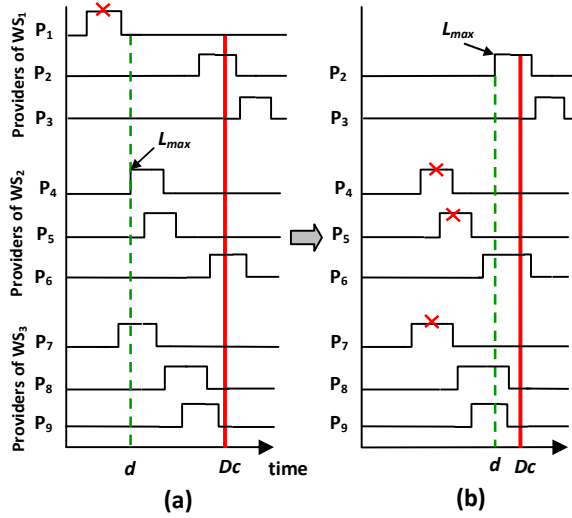 Providers of WS1
P1
P2
P3
Lmax
Providers of WS2
P4
P5
P6
Providers of WS3
P7
P8
P9
d
Dc
time
(a)
Lmax
P2
P3
P4
P5
P6
P7
P8
P9
d
Dc
time
(b)